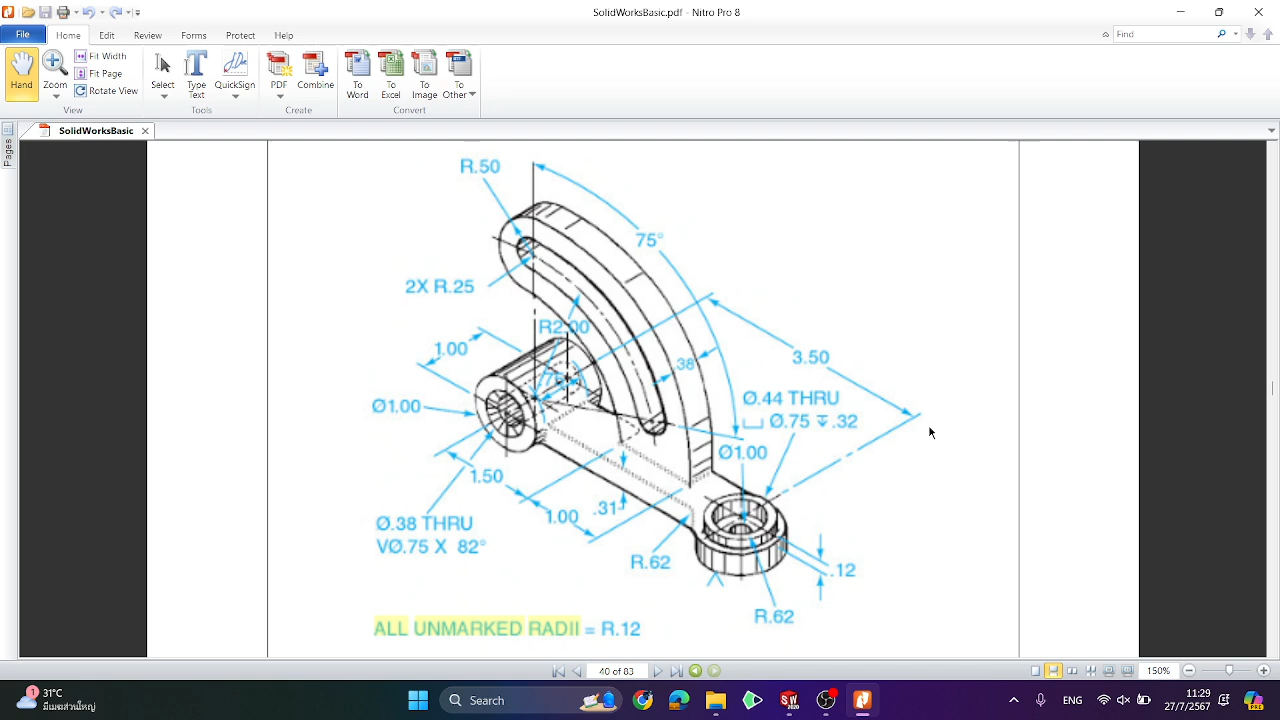 SolidWorksBasic.pdf - Nitro Pro 8
File Home Edit Review Forms Protect Help
Find
Hand
Zoom
Fit Width
Fit Page
Rotate View
View
Select
Type Text
QuickSign
Tools
PDF
Combine
Create
To Word
To Excel
To Image
To Other
Convert
Pages
SolidWorksBasic
R.50
75°
2X R.25
R2.00
1.00
3.50
.38
Ø.44 THRU
⌴ Ø.75 ↧.32
Ø1.00
Ø1.00
1.50
.31
1.00
Ø.38 THRU
VØ.75 X 82°
R.62
.12
R.62
ALL UNMARKED RADII = R.12
40 of 83
150%
1
31°C
Search
ENG
21:29
27/7/2567